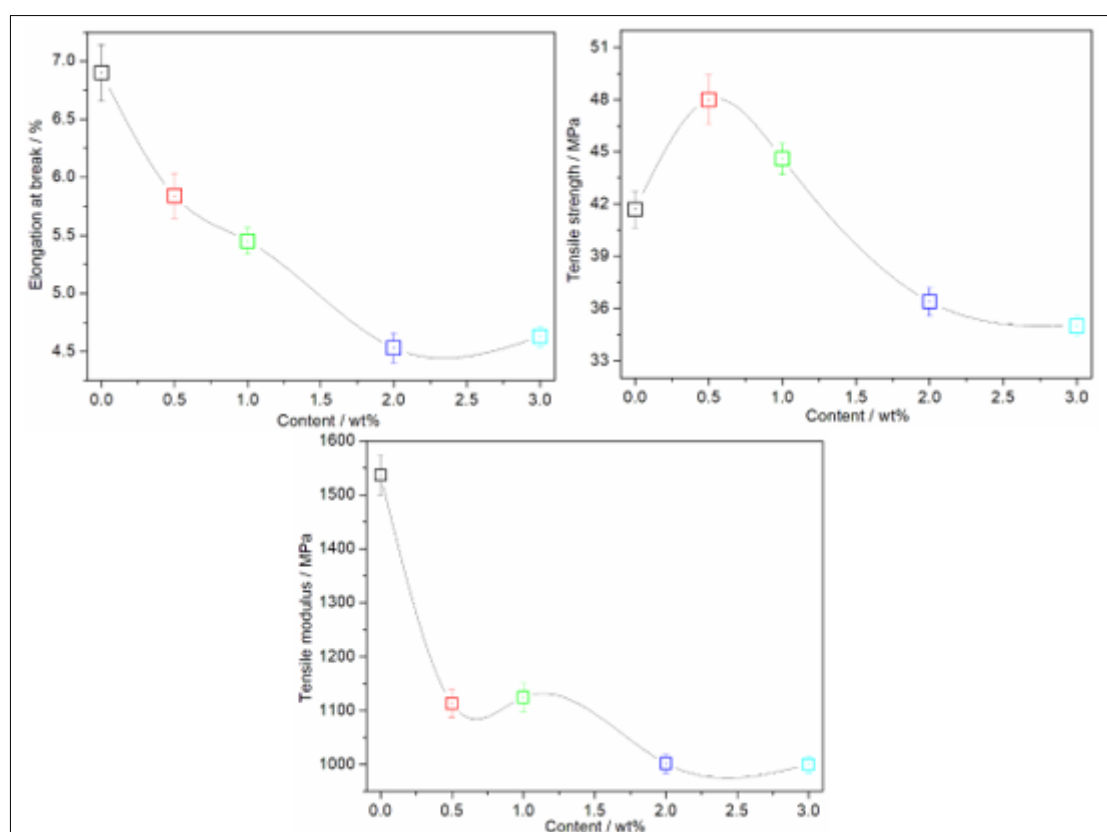 Elongation at break / %
7.0
6.5
6.0
5.5
5.0
4.5
0.0 0.5 1.0 1.5 2.0 2.5 3.0
Content / wt%
Tensile strength / MPa
51
48
45
42
39
36
33
0.0 0.5 1.0 1.5 2.0 2.5 3.0
Content / wt%
Tensile modulus / MPa
1600
1500
1400
1300
1200
1100
1000
0.0 0.5 1.0 1.5 2.0 2.5 3.0
Content / wt%